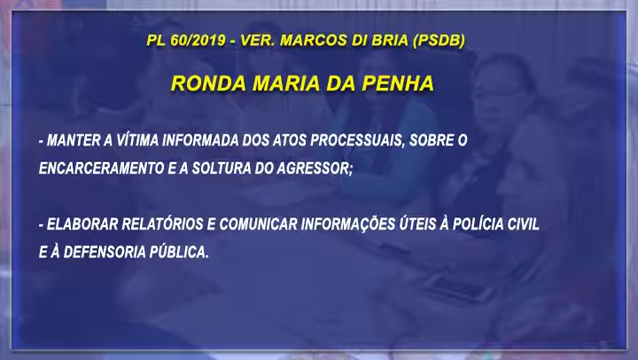 PL 60/2019 - VER. MARCOS DI BRIA (PSDB)
RONDA MARIA DA PENHA
- MANTER A VÍTIMA INFORMADA DOS ATOS PROCESSUAIS, SOBRE O
ENCARCERAMENTO E A SOLTURA DO AGRESSOR;
- ELABORAR RELATÓRIOS E COMUNICAR INFORMAÇÕES ÚTEIS À POLÍCIA CIVIL
E À DEFENSORIA PÚBLICA.